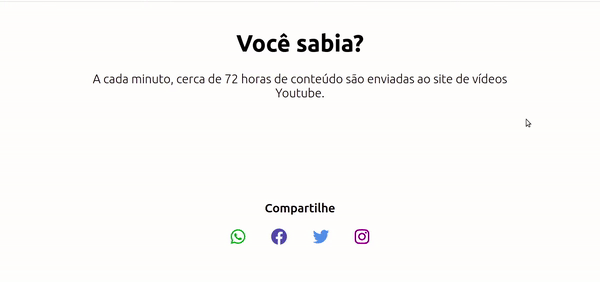 Você sabia?
A cada minuto, cerca de 72 horas de conteúdo são enviadas ao site de vídeos
Youtube.
Compartilhe